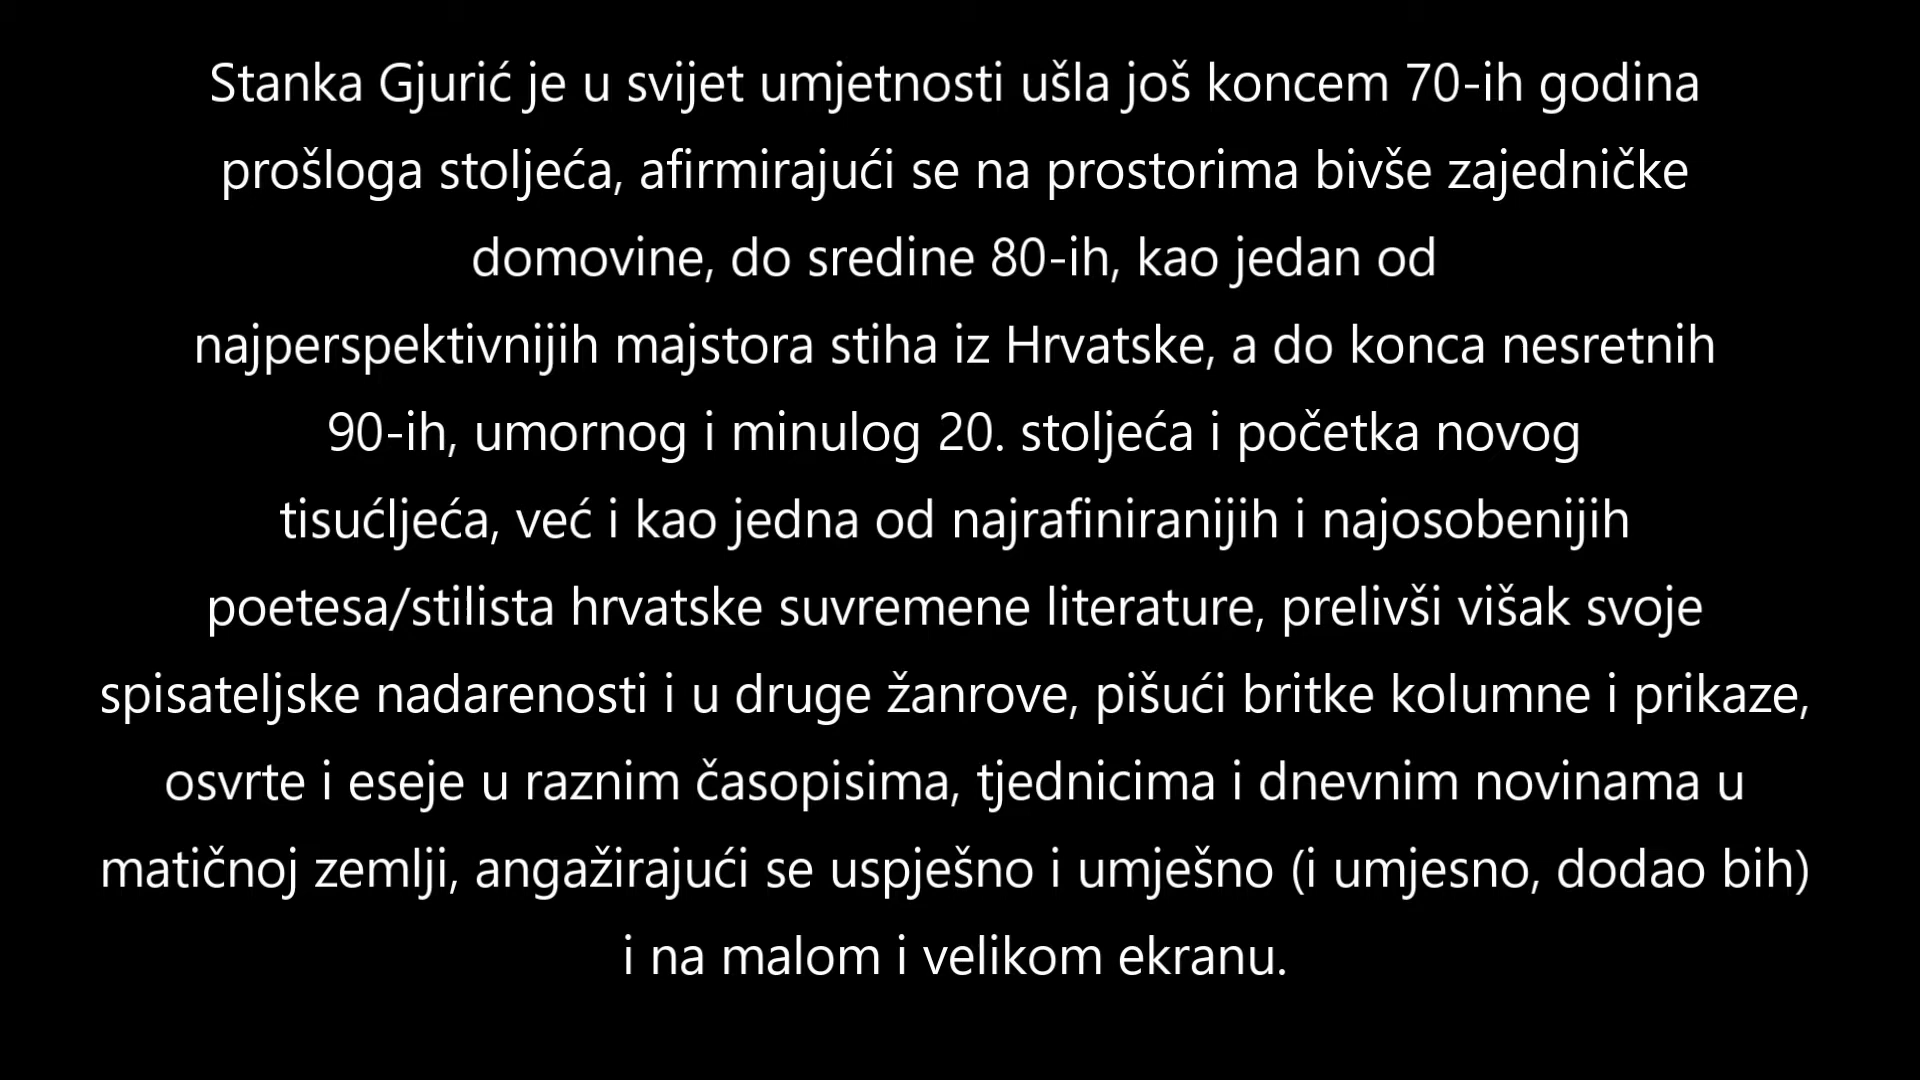 Stanka Gjurić je u svijet umjetnosti ušla još koncem 70-ih godina
prošloga stoljeća, afirmirajući se na prostorima bivše zajedničke
domovine, do sredine 80-ih, kao jedan od
najperspektivnijih majstora stiha iz Hrvatske, a do konca nesretnih
90-ih, umornog i minulog 20. stoljeća i početka novog
tisućljeća, već i kao jedna od najrafiniranijih i najosobenijih
poetesa/stilista hrvatske suvremene literature, prelivši višak svoje
spisateljske nadarenosti i u druge žanrove, pišući britke kolumne i prikaze,
osvrte i eseje u raznim časopisima, tjednicima i dnevnim novinama u
matičnoj zemlji, angažirajući se uspješno i umješno (i umjesno, dodao bih)
i na malom i velikom ekranu.